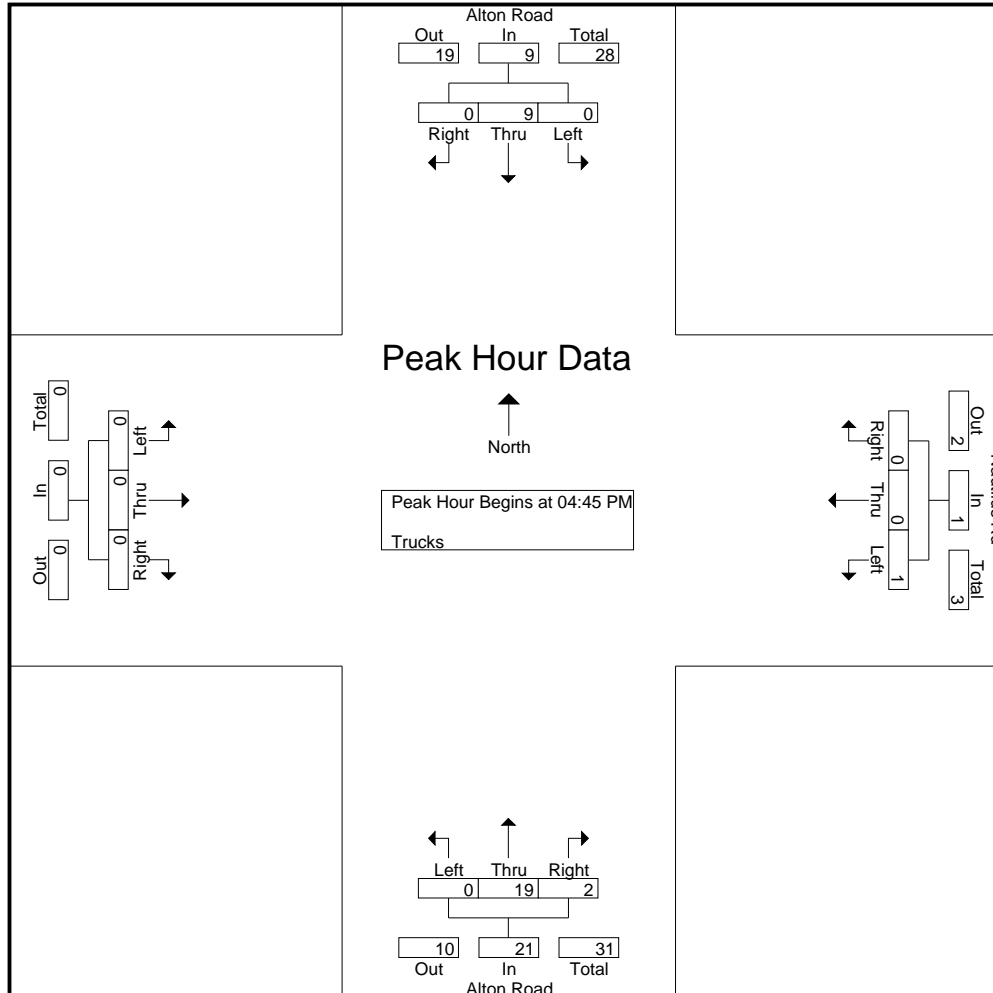 Alton Road
Out In Total
19 9 28
0 9 0
Right Thru Left
Peak Hour Data
North
Peak Hour Begins at 04:45 PM
Trucks
Total In Out
0 0 0
0 0 0
Left Thru Right
Right Thru Left
0 0 1
2 1 3
Out In Total
Left Thru Right
0 19 2
10 21 31
Out In Total
Alton Road